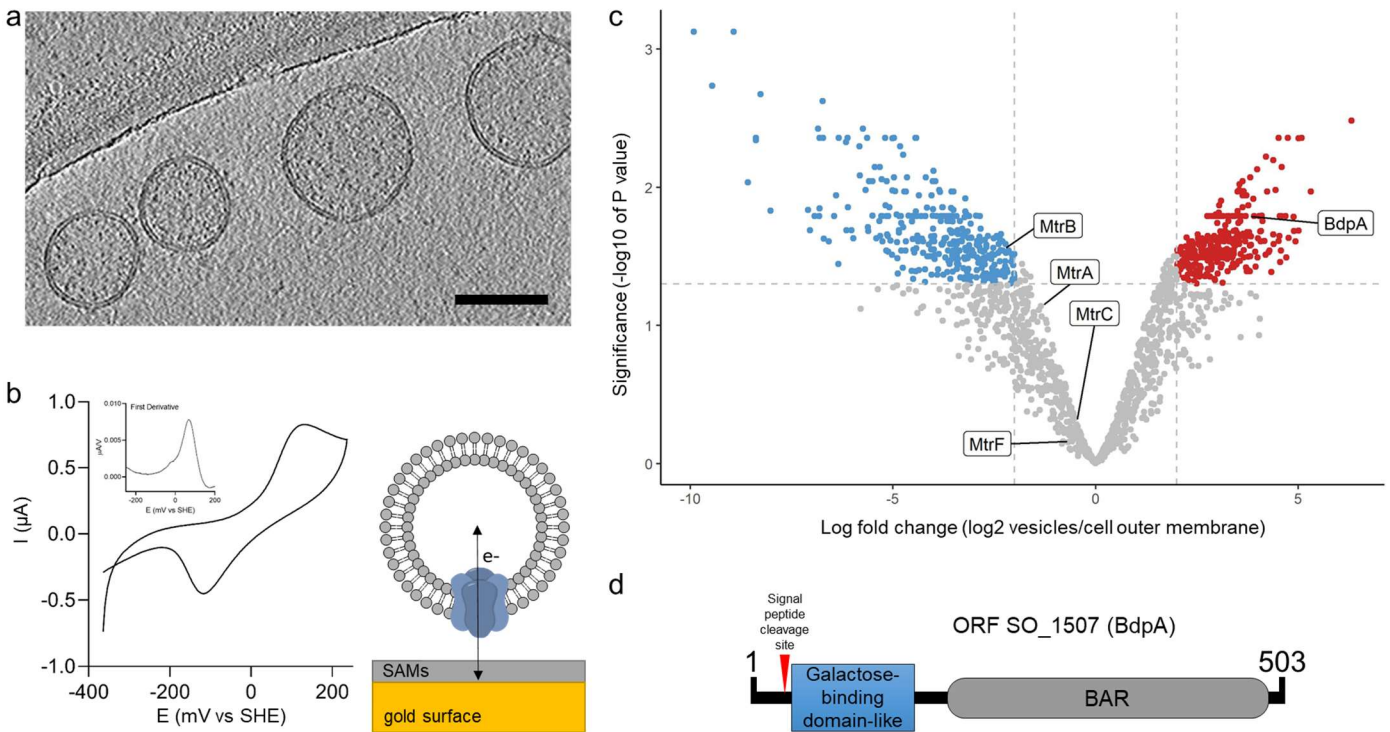 a
b
1.0
0.5
0.0
-0.5
-1.0
I (µA)
-400
-200
0
200
E (mV vs SHE)
First Derivative
0.010
0.005
0.000
µA/V
-200
0
200
E (mV vs SHE)
e-
SAMs
gold surface
c
3
2
1
0
Significance (-log10 of P value)
-10
-5
0
5
Log fold change (log2 vesicles/cell outer membrane)
MtrB
MtrA
MtrC
MtrF
BdpA
d
Signal
peptide
cleavage
site
ORF SO_1507 (BdpA)
1
503
Galactose-
binding
domain-like
BAR